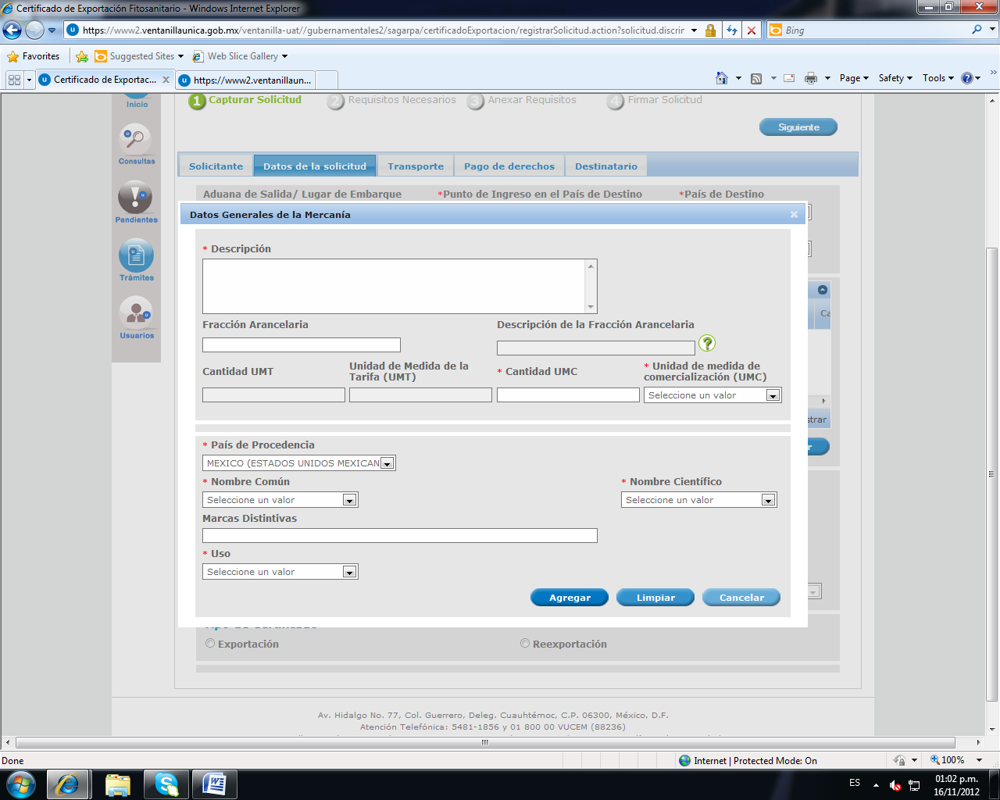 Certificado de Exportación Fitosanitario - Windows Internet Explorer
https://www2.ventanillaunica.gob.mx/ventanilla-uat//gubernamentales2/sagarpa/certificadoExportacion/registrarSolicitud.action?solicitud.discrir
Bing
Favorites Suggested Sites Web Slice Gallery
Certificado de Exportac... https://www2.ventanillaun... Page Safety Tools
Inicio
Consultas
Pendientes
Trámites
Usuarios
1 Capturar Solicitud 2 Requisitos Necesarios 3 Anexar Requisitos 4 Firmar Solicitud
Siguiente
Solicitante Datos de la solicitud Transporte Pago de derechos Destinatario
Aduana de Salida/ Lugar de Embarque *Punto de Ingreso en el País de Destino *País de Destino
Datos Generales de la Mercanía
* Descripción
Fracción Arancelaria Descripción de la Fracción Arancelaria
Cantidad UMT Unidad de Medida de la Tarifa (UMT) * Cantidad UMC * Unidad de medida de comercialización (UMC)
Seleccione un valor
Ca
strar
r
* País de Procedencia
MEXICO (ESTADOS UNIDOS MEXICAN
* Nombre Común * Nombre Científico
Seleccione un valor Seleccione un valor
Marcas Distintivas
* Uso
Seleccione un valor
Agregar Limpiar Cancelar
Exportación Reexportación
Av. Hidalgo No. 77, Col. Guerrero, Deleg. Cuauhtémoc, C.P. 06300, México, D.F.
Atención Telefónica: 5481-1856 y 01 800 00 VUCEM (88236)
Done Internet | Protected Mode: On 100%
ES 01:02 p.m.
16/11/2012